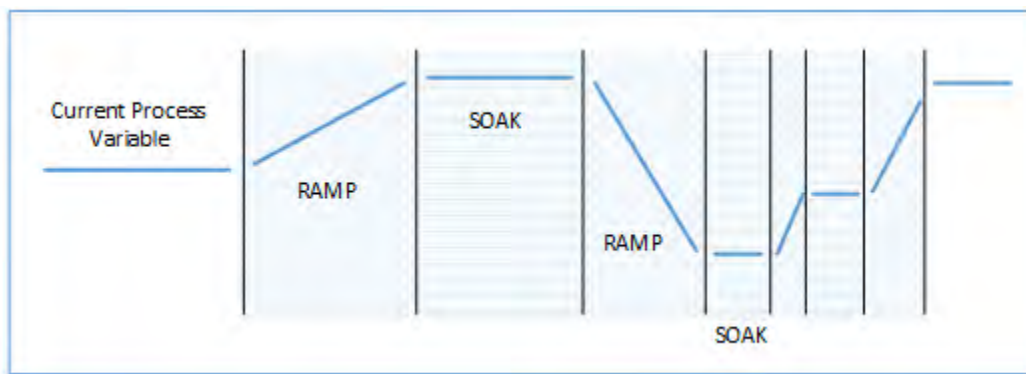 Current Process
Variable
RAMP
SOAK
RAMP
SOAK